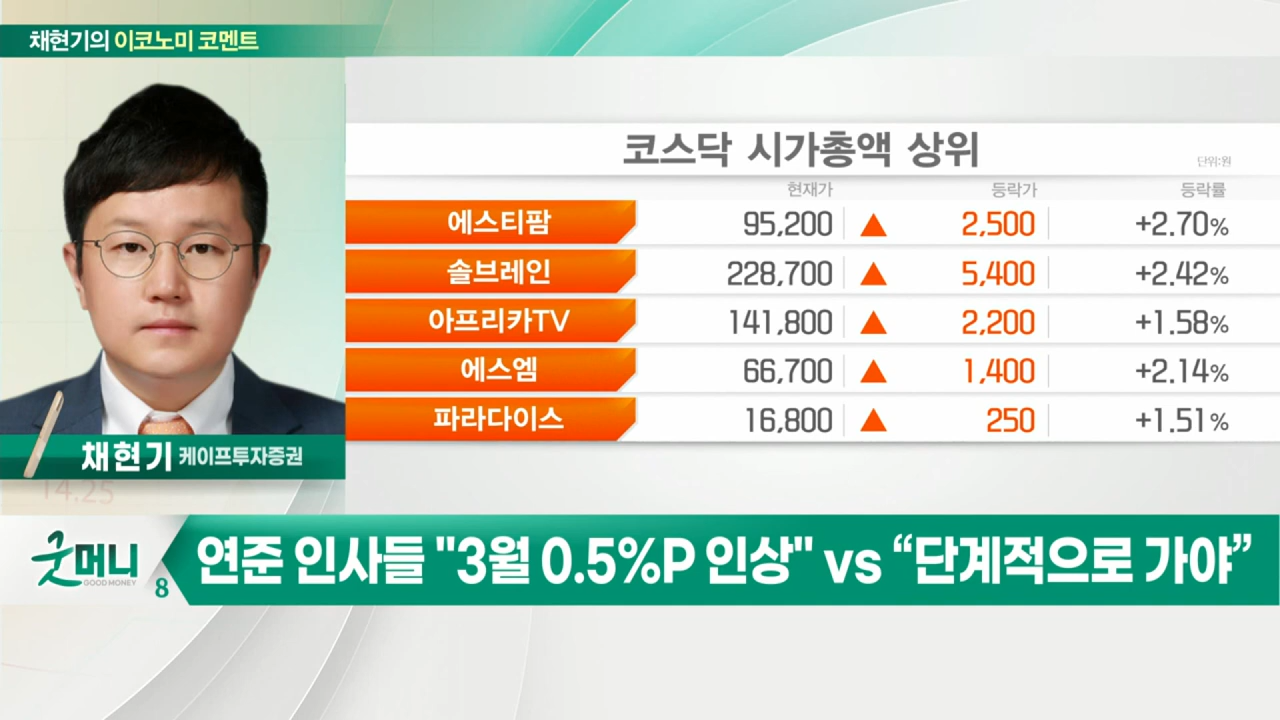 채현기의 이코노미 코멘트
코스닥 시가총액 상위
단위:원
현재가 등락가 등락률
에스티팜 95,200 ▲ 2,500 +2.70%
솔브레인 228,700 ▲ 5,400 +2.42%
아프리카TV 141,800 ▲ 2,200 +1.58%
에스엠 66,700 ▲ 1,400 +2.14%
파라다이스 16,800 ▲ 250 +1.51%
채현기 케이프투자증권
14.25
굿머니 GOOD MONEY 8
연준 인사들 "3월 0.5%P 인상" vs “단계적으로 가야”